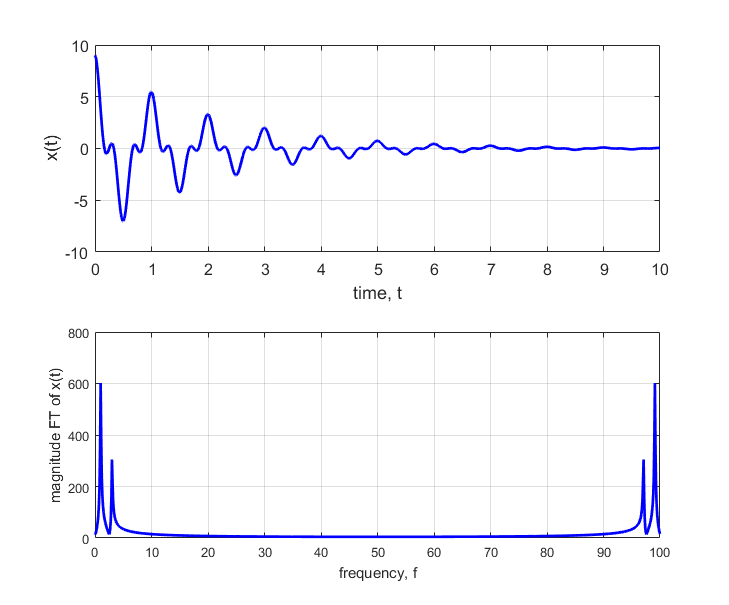 10
5
0
-5
-10
x(t)
0 1 2 3 4 5 6 7 8 9 10
time, t
800
600
400
200
0
magnitude FT of x(t)
0 10 20 30 40 50 60 70 80 90 100
frequency, f